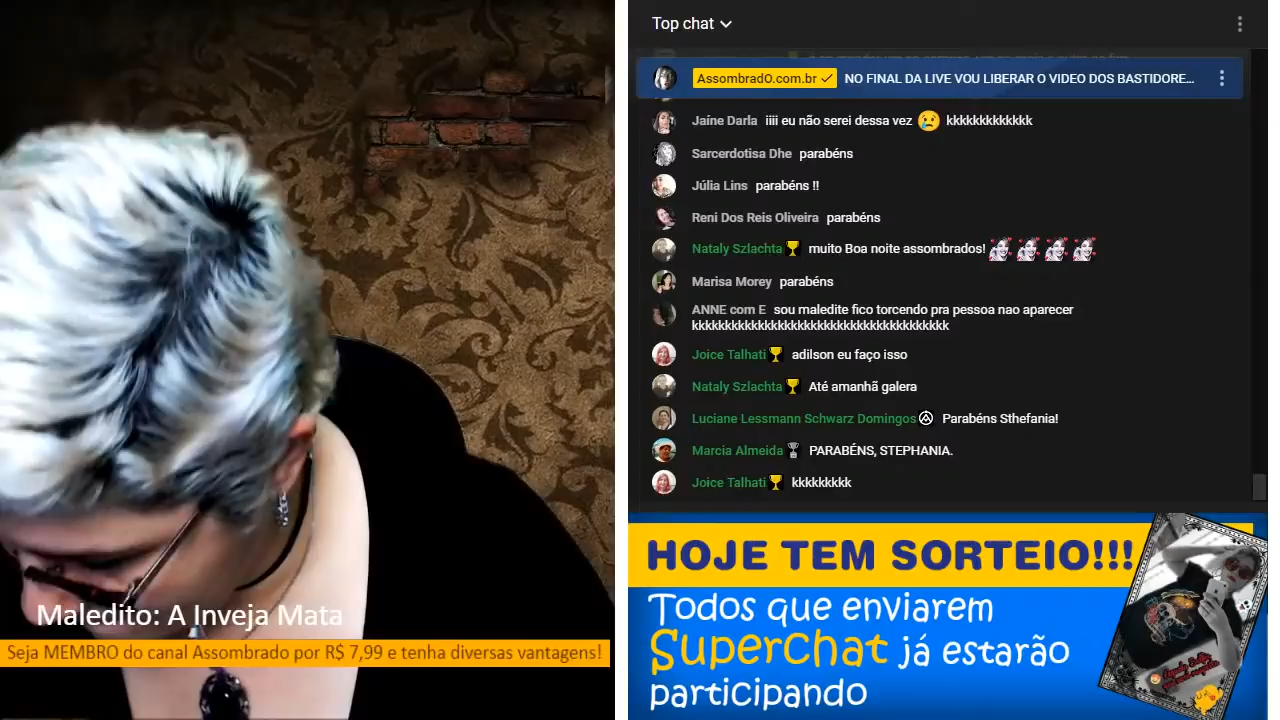 Top chat
AssombradO.com.br NO FINAL DA LIVE VOU LIBERAR O VIDEO DOS BASTIDORE...
Jaíne Darla iiii eu não serei dessa vez 😢 kkkkkkkkkkkkk
Sarcerdotisa Dhe parabéns
Júlia Lins parabéns !!
Reni Dos Reis Oliveira parabéns
Nataly Szlachta muito Boa noite assombrados!
Marisa Morey parabéns
ANNE com E sou maledite fico torcendo pra pessoa nao aparecer
kkkkkkkkkkkkkkkkkkkkkkkkkkkkkkkkkkkkkkk
Joice Talhati adilson eu faço isso
Nataly Szlachta Até amanhã galera
Luciane Lessmann Schwarz Domingos Parabéns Sthefania!
Marcia Almeida PARABÉNS, STEPHANIA.
Joice Talhati kkkkkkkkk
Maledito: A Inveja Mata
Seja MEMBRO do canal Assombrado por R$ 7,99 e tenha diversas vantagens!
HOJE TEM SORTEIO!!!
Todos que enviarem
Superchat já estarão
participando